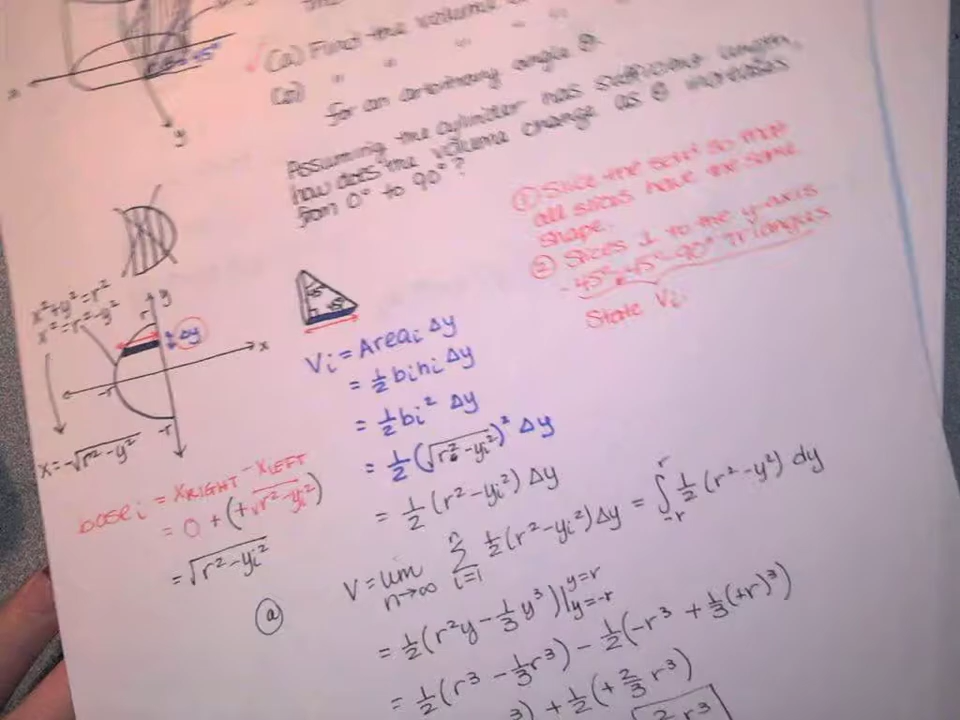 (a) Find the volume
(b) " " " "
for an arbitrary angle θ.
Assuming the cylinder has sufficient length,
how does the volume change as θ increases
from 0° to 90°?
① Slice the so that
all slices have the same
shape.
② Slices ⊥ to the y-axis
- 45°-45°-90° Triangles
State Vi
x²+y²=r²
x²=r²-y²
y
r
Δy
x
-r
-r
x=-√r²-y²
45°
45°
Vi = Areai Δy
= ½ bihi Δy
= ½ bi² Δy
= ½(√r²-yi²)² Δy
= ½(r²-yi²) Δy
basei = XRIGHT - XLEFT
= 0 + (+√r²-yi²)
= √r²-yi²
V = lim n→∞ Σ i=1 n ½(r²-yi²)Δy = ∫ -r r ½(r²-y²) dy
ⓐ
= ½(r²y - ⅓y³)| y=r y=-r
= ½(r³ - ⅓r³) - ½(-r³ + ⅓(+r)³)
³) + ½(+⅔ r³)